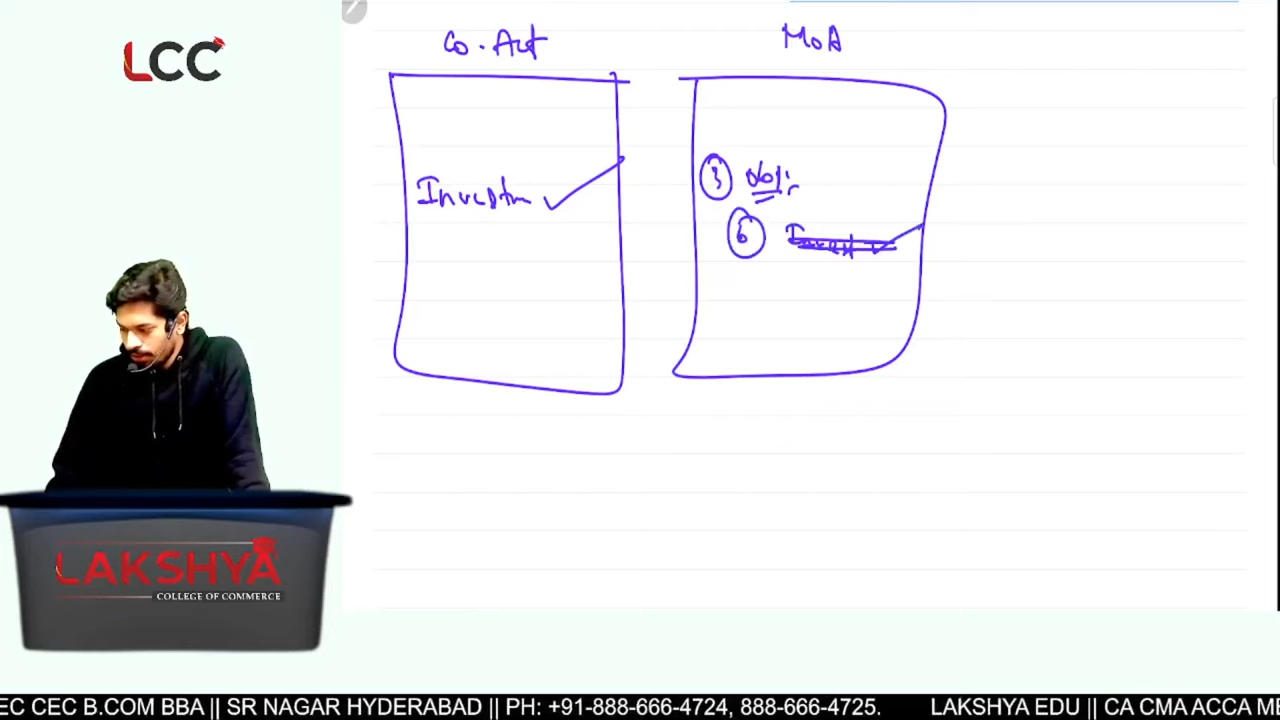 LCC
Co. Act
MOA
Investm
3 obj:
6 Invest
LAKSHYA
COLLEGE OF COMMERCE
EC CEC B.COM BBA || SR NAGAR HYDERABAD || PH: +91-888-666-4724, 888-666-4725. LAKSHYA EDU || CA CMA ACCA ME